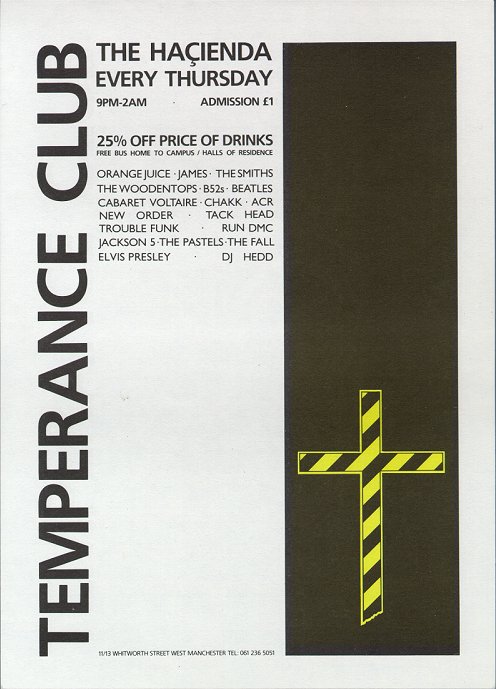 TEMPERANCE CLUB
THE HAÇIENDA
EVERY THURSDAY
9PM-2AM · ADMISSION £1
25% OFF PRICE OF DRINKS
FREE BUS HOME TO CAMPUS / HALLS OF RESIDENCE
ORANGE JUICE · JAMES · THE SMITHS
THE WOODENTOPS · B52s · BEATLES
CABARET VOLTAIRE · CHAKK · ACR
NEW ORDER · TACK HEAD
TROUBLE FUNK · RUN DMC
JACKSON 5 · THE PASTELS · THE FALL
ELVIS PRESLEY · DJ HEDD
11/13 WHITWORTH STREET WEST MANCHESTER TEL: 061 236 5051